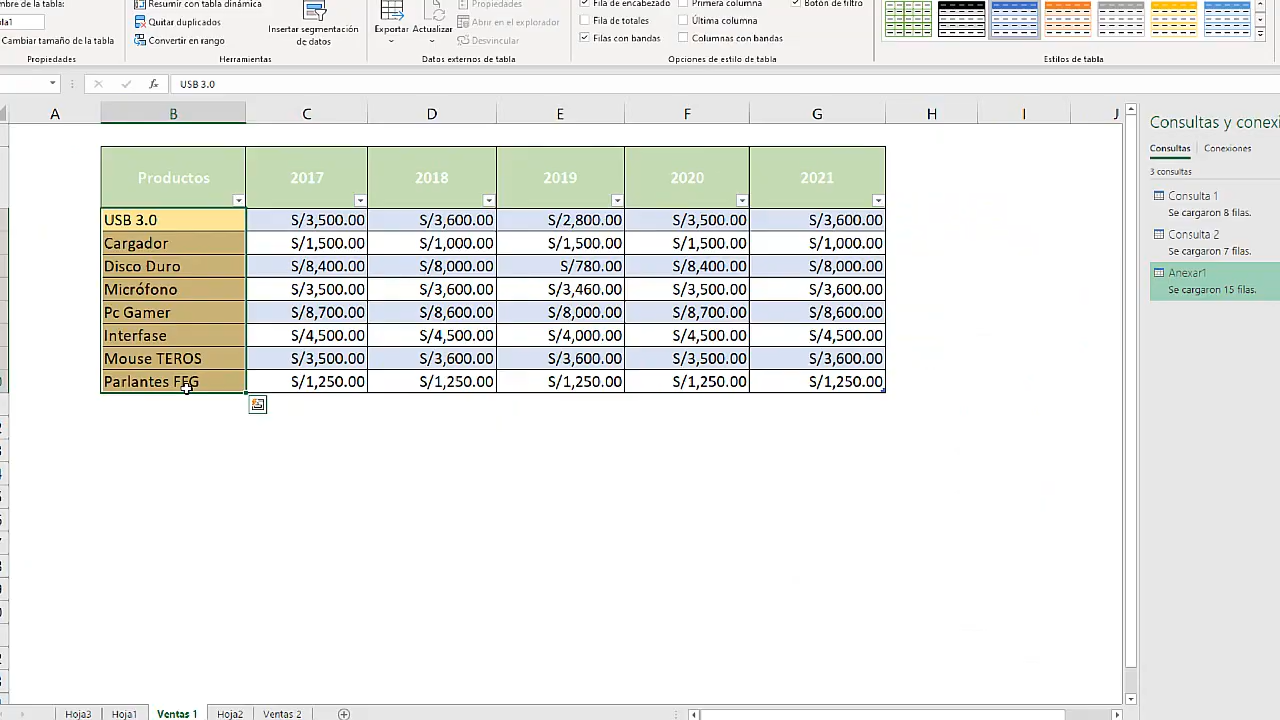 mbre de la tabla:
la1
Cambiar tamaño de la tabla
Propiedades
Resumir con tabla dinámica
Quitar duplicados
Convertir en rango
Herramientas
Insertar segmentación
de datos
Exportar
Actualizar
Propiedades
Abrir en el explorador
Desvincular
Datos externos de tabla
Fila de encabezado
Fila de totales
Filas con bandas
Primera columna
Última columna
Columnas con bandas
Botón de filtro
Opciones de estilo de tabla
Estilos de tabla
fx USB 3.0
A B C D E F G H I J
Productos 2017 2018 2019 2020 2021
USB 3.0 S/3,500.00 S/3,600.00 S/2,800.00 S/3,500.00 S/3,600.00
Cargador S/1,500.00 S/1,000.00 S/1,500.00 S/1,500.00 S/1,000.00
Disco Duro S/8,400.00 S/8,000.00 S/780.00 S/8,400.00 S/8,000.00
Micrófono S/3,500.00 S/3,600.00 S/3,460.00 S/3,500.00 S/3,600.00
Pc Gamer S/8,700.00 S/8,600.00 S/8,000.00 S/8,700.00 S/8,600.00
Interfase S/4,500.00 S/4,500.00 S/4,000.00 S/4,500.00 S/4,500.00
Mouse TEROS S/3,500.00 S/3,600.00 S/3,600.00 S/3,500.00 S/3,600.00
Parlantes S/1,250.00 S/1,250.00 S/1,250.00 S/1,250.00 S/1,250.00
Consultas y conexi
Consultas Conexiones
3 consultas
Consulta 1
Se cargaron 8 filas.
Consulta 2
Se cargaron 7 filas.
Anexar1
Se cargaron 15 filas.
Hoja3 Hoja1 Ventas 1 Hoja2 Ventas 2